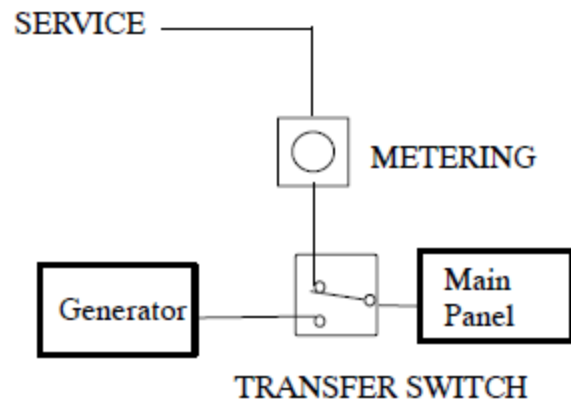 SERVICE
METERING
Generator
Main
Panel
TRANSFER SWITCH